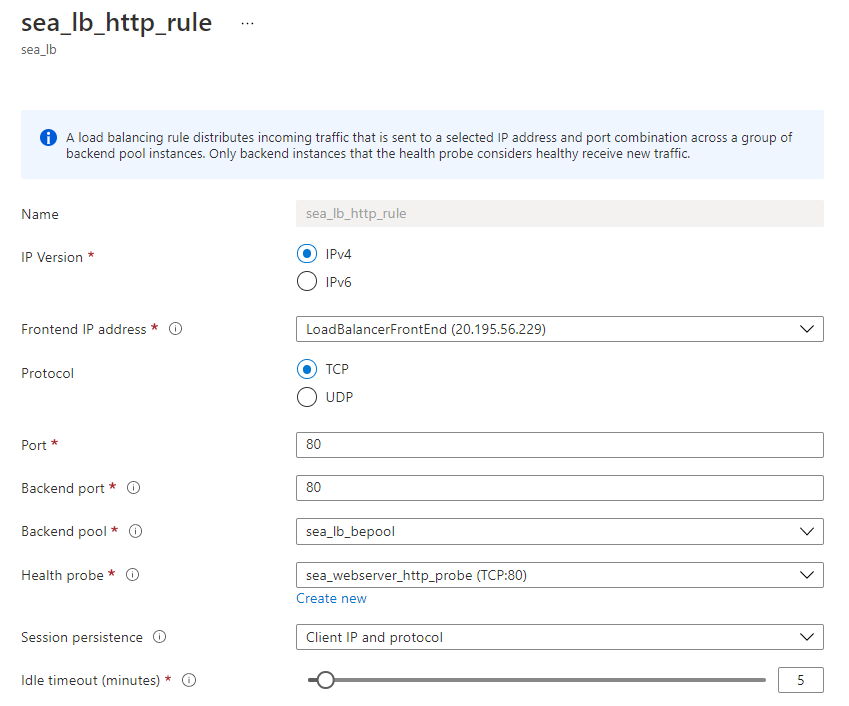 sea_lb_http_rule ...
sea_lb
A load balancing rule distributes incoming traffic that is sent to a selected IP address and port combination across a group of
backend pool instances. Only backend instances that the health probe considers healthy receive new traffic.
Name sea_lb_http_rule
IP Version * IPv4
IPv6
Frontend IP address * LoadBalancerFrontEnd (20.195.56.229)
Protocol TCP
UDP
Port * 80
Backend port * 80
Backend pool * sea_lb_bepool
Health probe * sea_webserver_http_probe (TCP:80)
Create new
Session persistence Client IP and protocol
Idle timeout (minutes) * 5